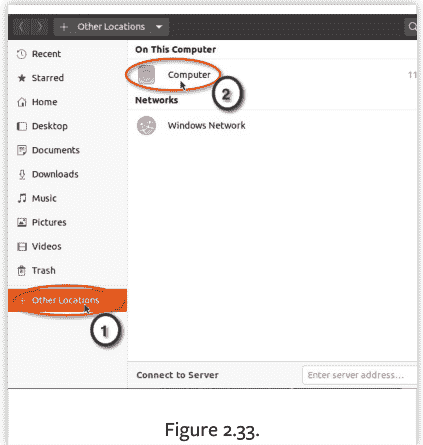 + Other Locations
Recent
Starred
Home
Desktop
Documents
Downloads
Music
Pictures
Videos
Trash
+ Other Locations
1
On This Computer
Computer
11
2
Networks
Windows Network
Connect to Server
Enter server address...
Figure 2.33.